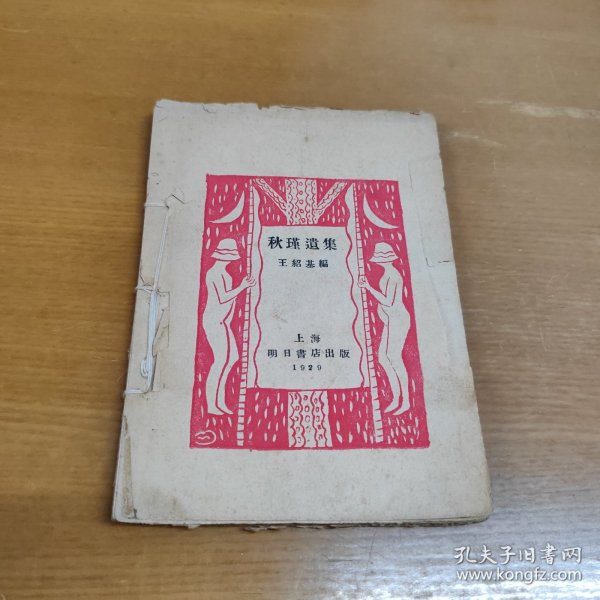 秋瑾遺集
王紹基編
上海
明日書店出版
1929
孔夫子旧书网
www.kongfz.com